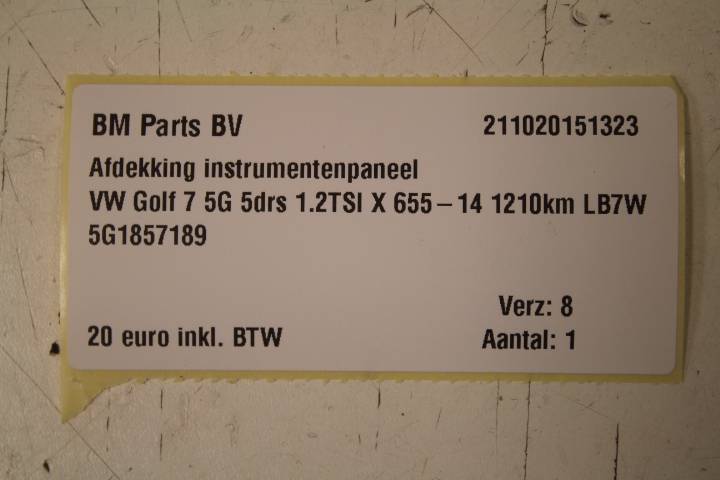 BM Parts BV 211020151323
Afdekking instrumentenpaneel
VW Golf 7 5G 5drs 1.2TSI X 655-14 1210km LB7W
5G1857189
Verz: 8
20 euro inkl. BTW Aantal: 1